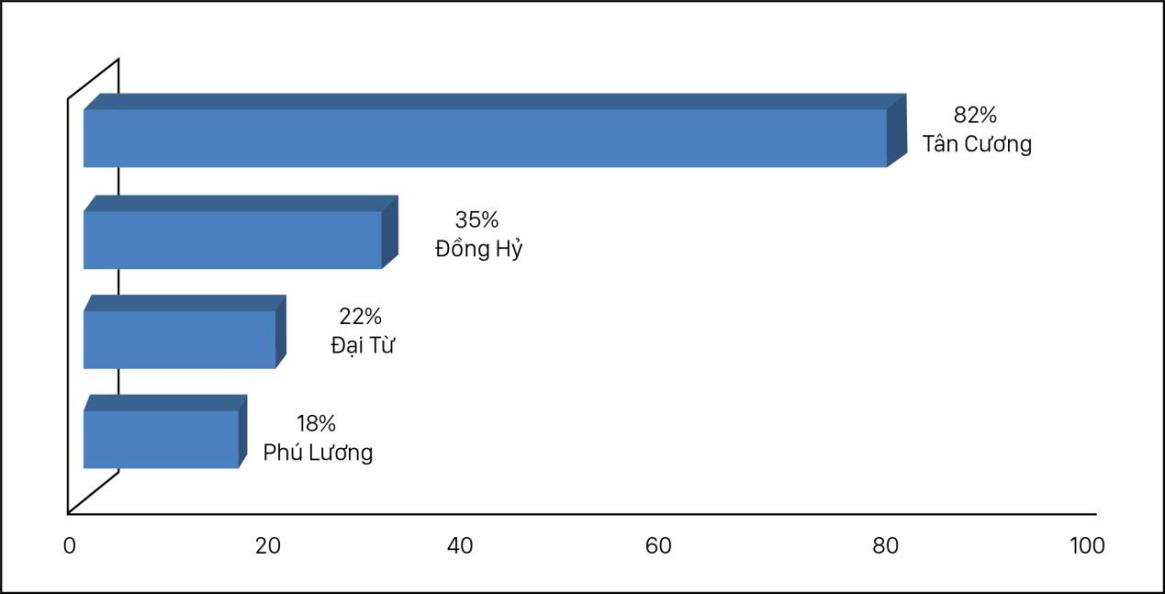 82%
Tân Cương
35%
Đồng Hỷ
22%
Đại Từ
18%
Phú Lương
0 20 40 60 80 100